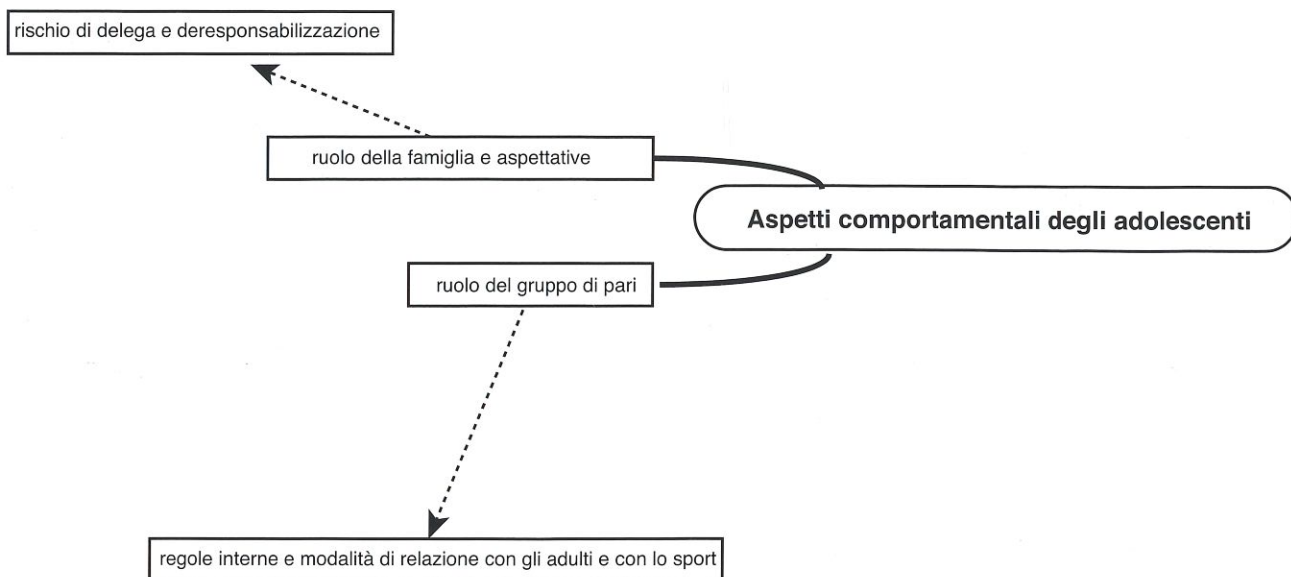 rischio di delega e deresponsabilizzazione
ruolo della famiglia e aspettative
Aspetti comportamentali degli adolescenti
ruolo del gruppo di pari
regole interne e modalità di relazione con gli adulti e con lo sport